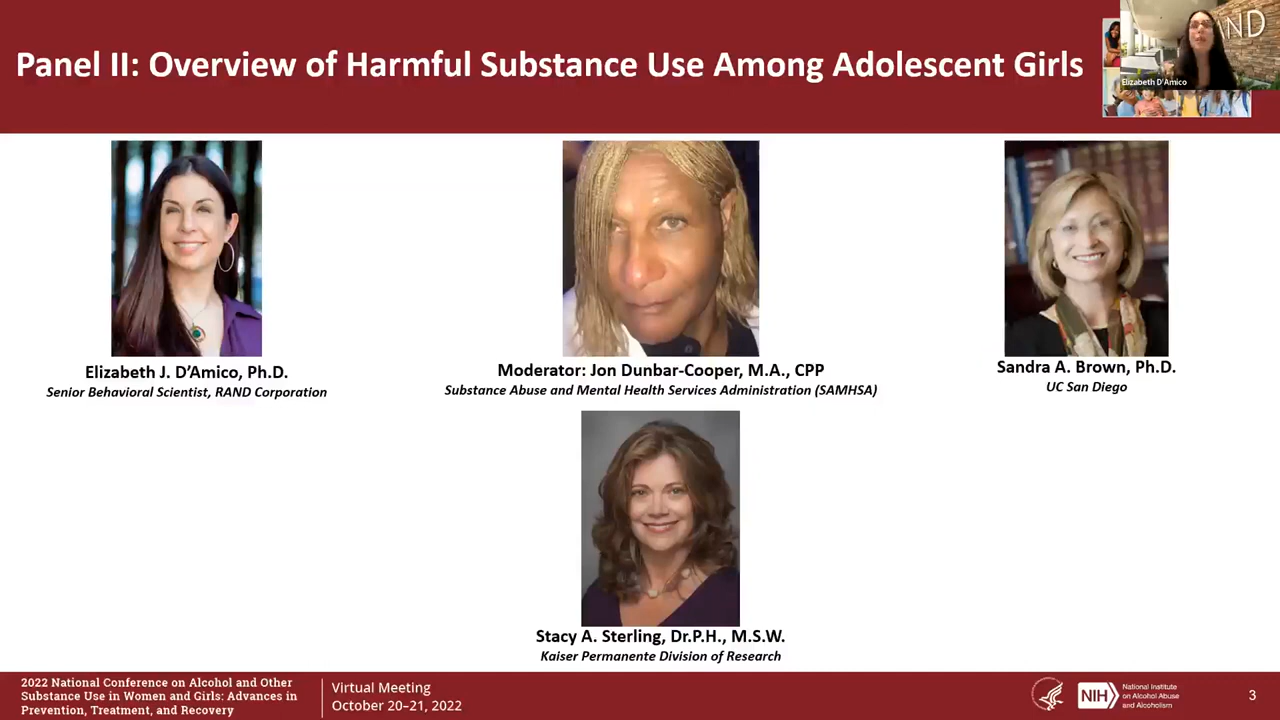 Panel II: Overview of Harmful Substance Use Among Adolescent Girls
ND
Elizabeth D'Amico
Elizabeth J. D’Amico, Ph.D.
Senior Behavioral Scientist, RAND Corporation
Moderator: Jon Dunbar-Cooper, M.A., CPP
Substance Abuse and Mental Health Services Administration (SAMHSA)
Sandra A. Brown, Ph.D.
UC San Diego
Stacy A. Sterling, Dr.P.H., M.S.W.
Kaiser Permanente Division of Research
2022 National Conference on Alcohol and Other
Substance Use in Women and Girls: Advances in
Prevention, Treatment, and Recovery
Virtual Meeting
October 20–21, 2022
NIH
National Institute
on Alcohol Abuse
and Alcoholism
3